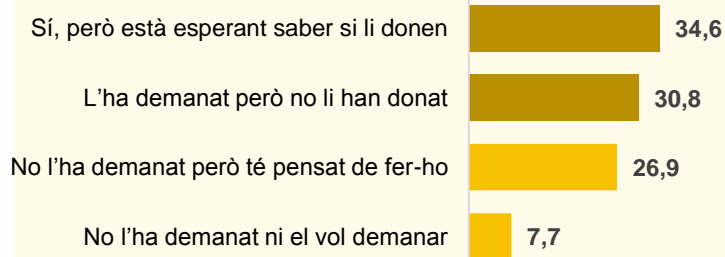 Sí, però està esperant saber si li donen 34,6
L’ha demanat però no li han donat 30,8
No l’ha demanat però té pensat de fer-ho 26,9
No l’ha demanat ni el vol demanar 7,7